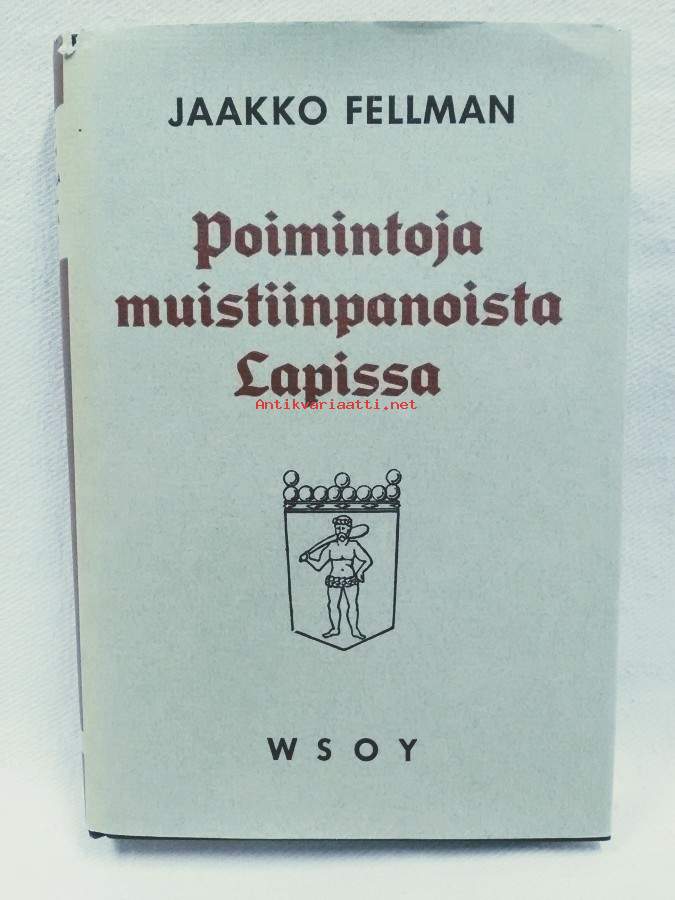 JAAKKO FELLMAN
Poimintoja
muistiinpanoista
Lapissa
Antikvariaatti.net
WSOY